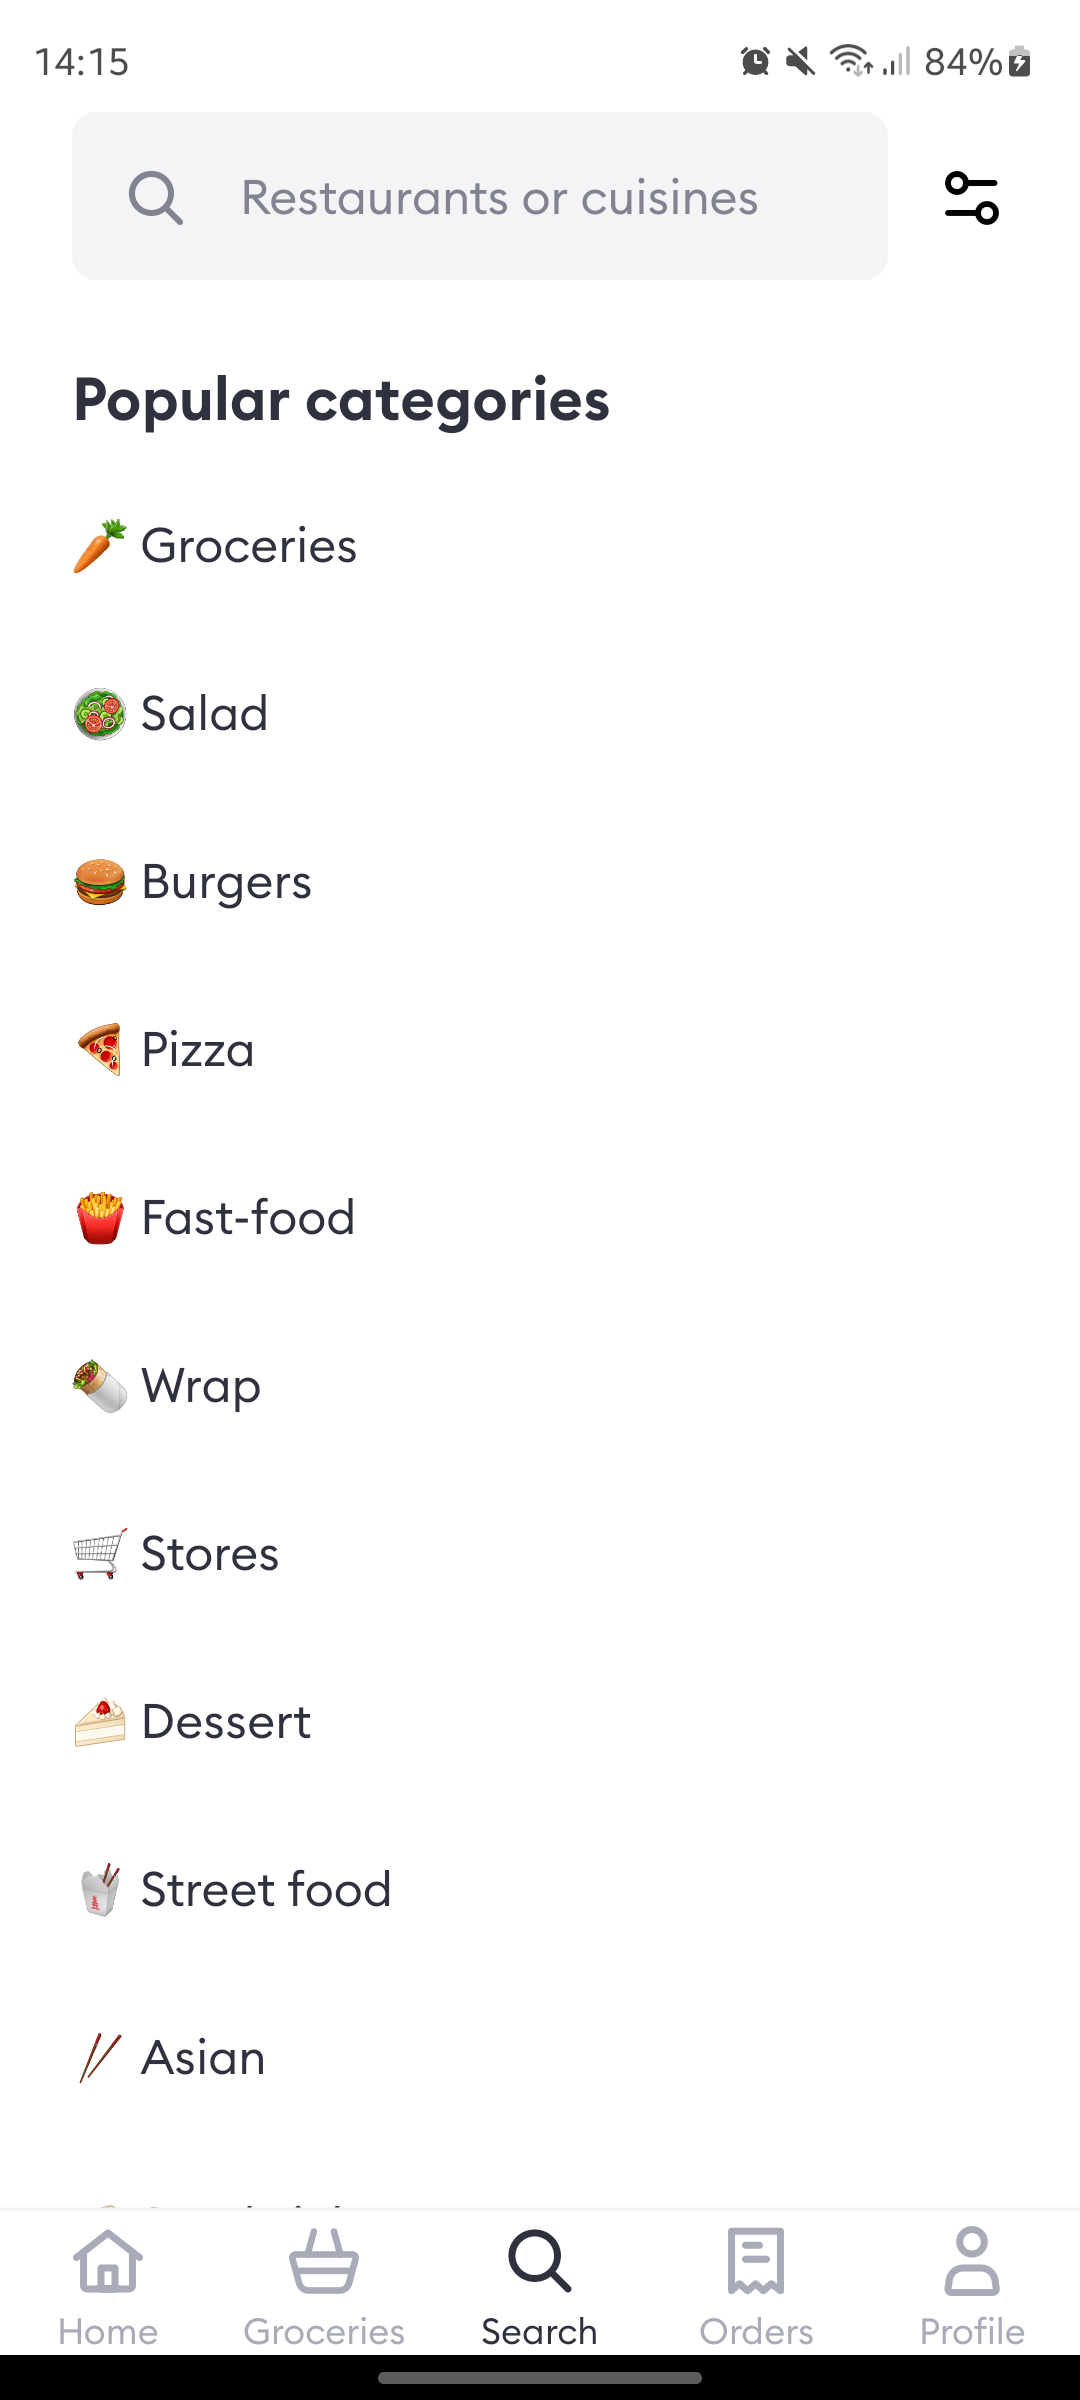 14:15
84%
Restaurants or cuisines
Popular categories
Groceries
Salad
Burgers
Pizza
Fast-food
Wrap
Stores
Dessert
Street food
Asian
Home
Groceries
Search
Orders
Profile